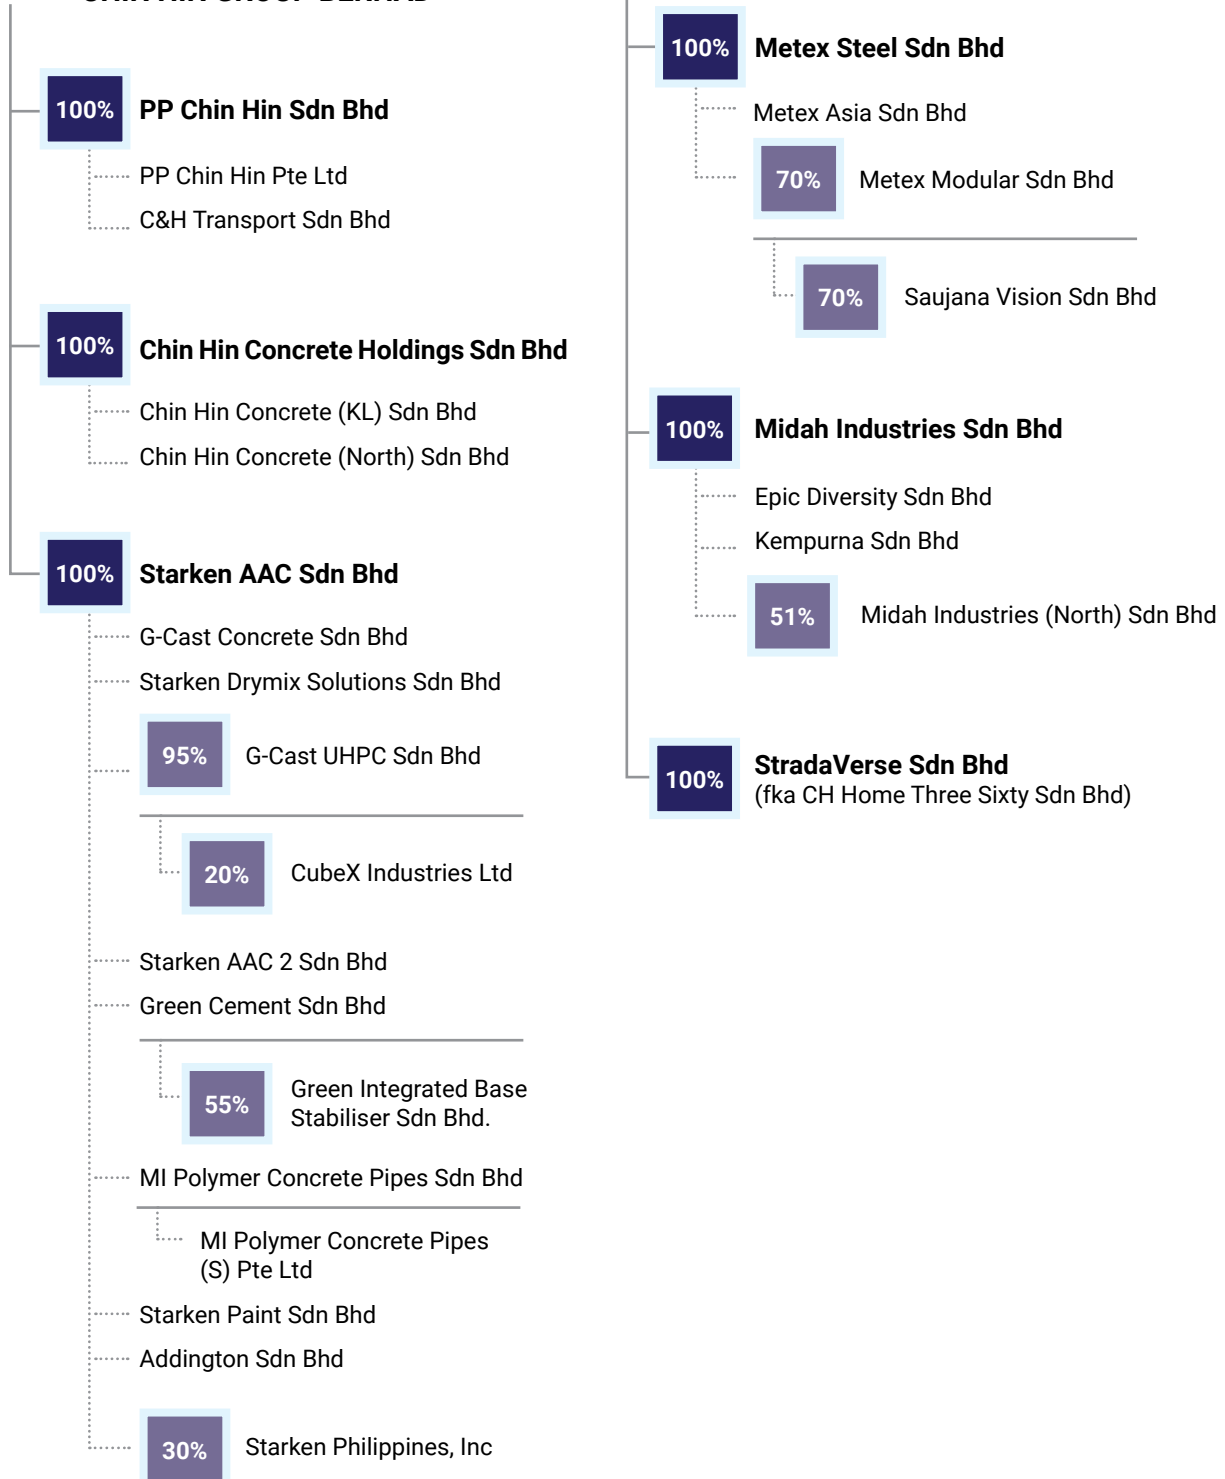 CHIN HIN GROUP BERHAD
100%
PP Chin Hin Sdn Bhd
PP Chin Hin Pte Ltd
C&H Transport Sdn Bhd
100%
Chin Hin Concrete Holdings Sdn Bhd
Chin Hin Concrete (KL) Sdn Bhd
Chin Hin Concrete (North) Sdn Bhd
100%
Starken AAC Sdn Bhd
G-Cast Concrete Sdn Bhd
Starken Drymix Solutions Sdn Bhd
95%
G-Cast UHPC Sdn Bhd
20%
CubeX Industries Ltd
Starken AAC 2 Sdn Bhd
Green Cement Sdn Bhd
55%
Green Integrated Base
Stabiliser Sdn Bhd.
MI Polymer Concrete Pipes Sdn Bhd
MI Polymer Concrete Pipes
(S) Pte Ltd
Starken Paint Sdn Bhd
Addington Sdn Bhd
30%
Starken Philippines, Inc
100%
Metex Steel Sdn Bhd
Metex Asia Sdn Bhd
70%
Metex Modular Sdn Bhd
70%
Saujana Vision Sdn Bhd
100%
Midah Industries Sdn Bhd
Epic Diversity Sdn Bhd
Kempurna Sdn Bhd
51%
Midah Industries (North) Sdn Bhd
100%
StradaVerse Sdn Bhd
(fka CH Home Three Sixty Sdn Bhd)